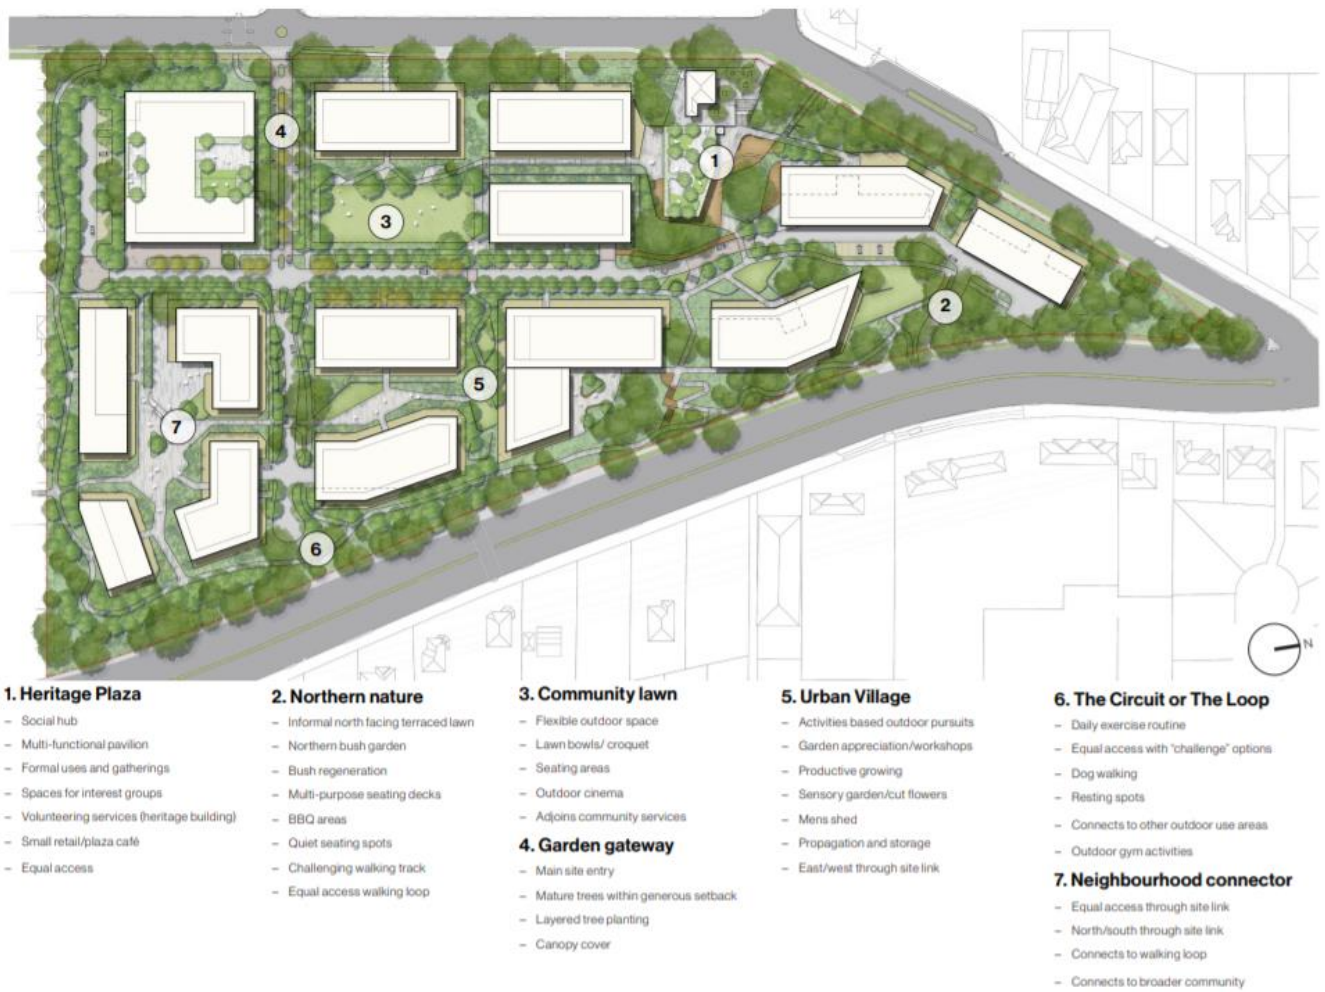 4
1
3
2
5
7
6
N
1. Heritage Plaza
– Social hub
– Multi-functional pavilion
– Formal uses and gatherings
– Spaces for interest groups
– Volunteering services (heritage building)
– Small retail/plaza café
– Equal access
2. Northern nature
– Informal north facing terraced lawn
– Northern bush garden
– Bush regeneration
– Multi-purpose seating decks
– BBQ areas
– Quiet seating spots
– Challenging walking track
– Equal access walking loop
3. Community lawn
– Flexible outdoor space
– Lawn bowls/ croquet
– Seating areas
– Outdoor cinema
– Adjoins community services
4. Garden gateway
– Main site entry
– Mature trees within generous setback
– Layered tree planting
– Canopy cover
5. Urban Village
– Activities based outdoor pursuits
– Garden appreciation/workshops
– Productive growing
– Sensory garden/cut flowers
– Mens shed
– Propagation and storage
– East/west through site link
6. The Circuit or The Loop
– Daily exercise routine
– Equal access with "challenge" options
– Dog walking
– Resting spots
– Connects to other outdoor use areas
– Outdoor gym activities
7. Neighbourhood connector
– Equal access through site link
– North/south through site link
– Connects to walking loop
– Connects to broader community